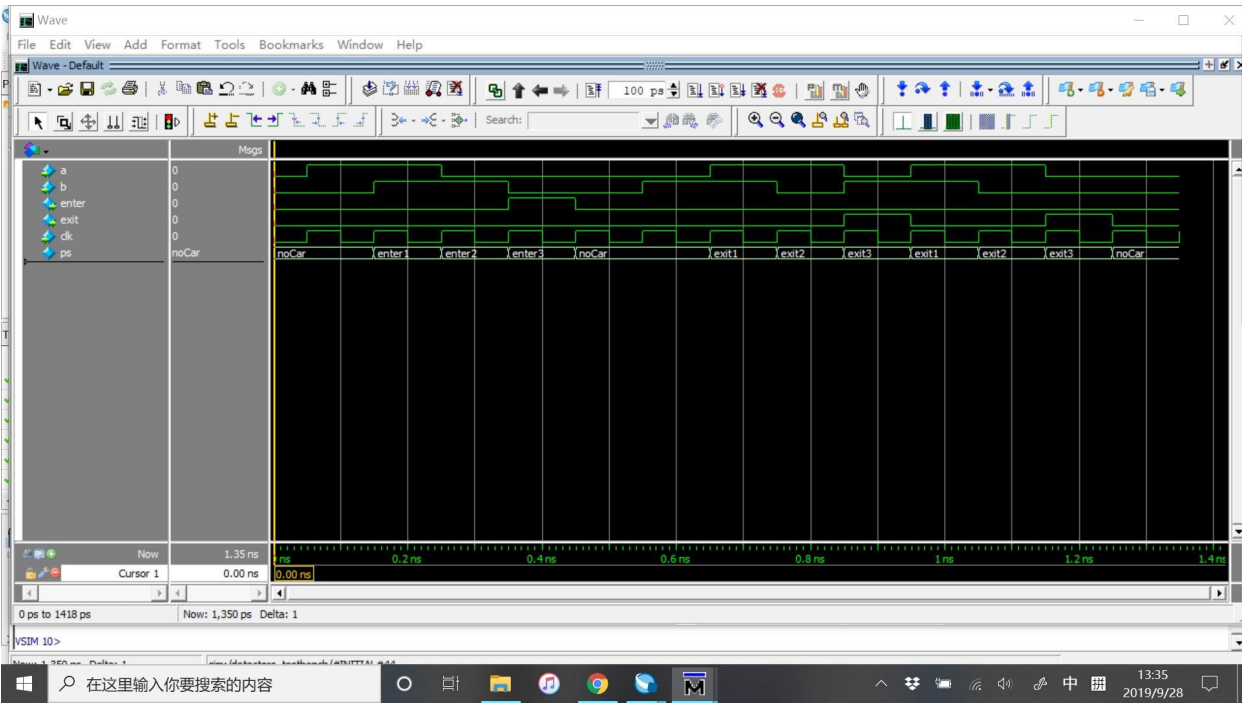 Wave
File Edit View Add Format Tools Bookmarks Window Help
Wave - Default
100 ps
Search:
Msgs
a 0
b 0
enter 0
exit 0
clk 0
ps noCar noCar enter1 enter2 enter3 noCar exit1 exit2 exit3 exit1 exit2 exit3 noCar
Now 1.35 ns ns 0.2 ns 0.4 ns 0.6 ns 0.8 ns 1 ns 1.2 ns 1.4 ns
Cursor 1 0.00 ns 0.00 ns
0 ps to 1418 ps Now: 1,350 ps Delta: 1
VSIM 10>
在这里输入你要搜索的内容
中 拼
13:35
2019/9/28